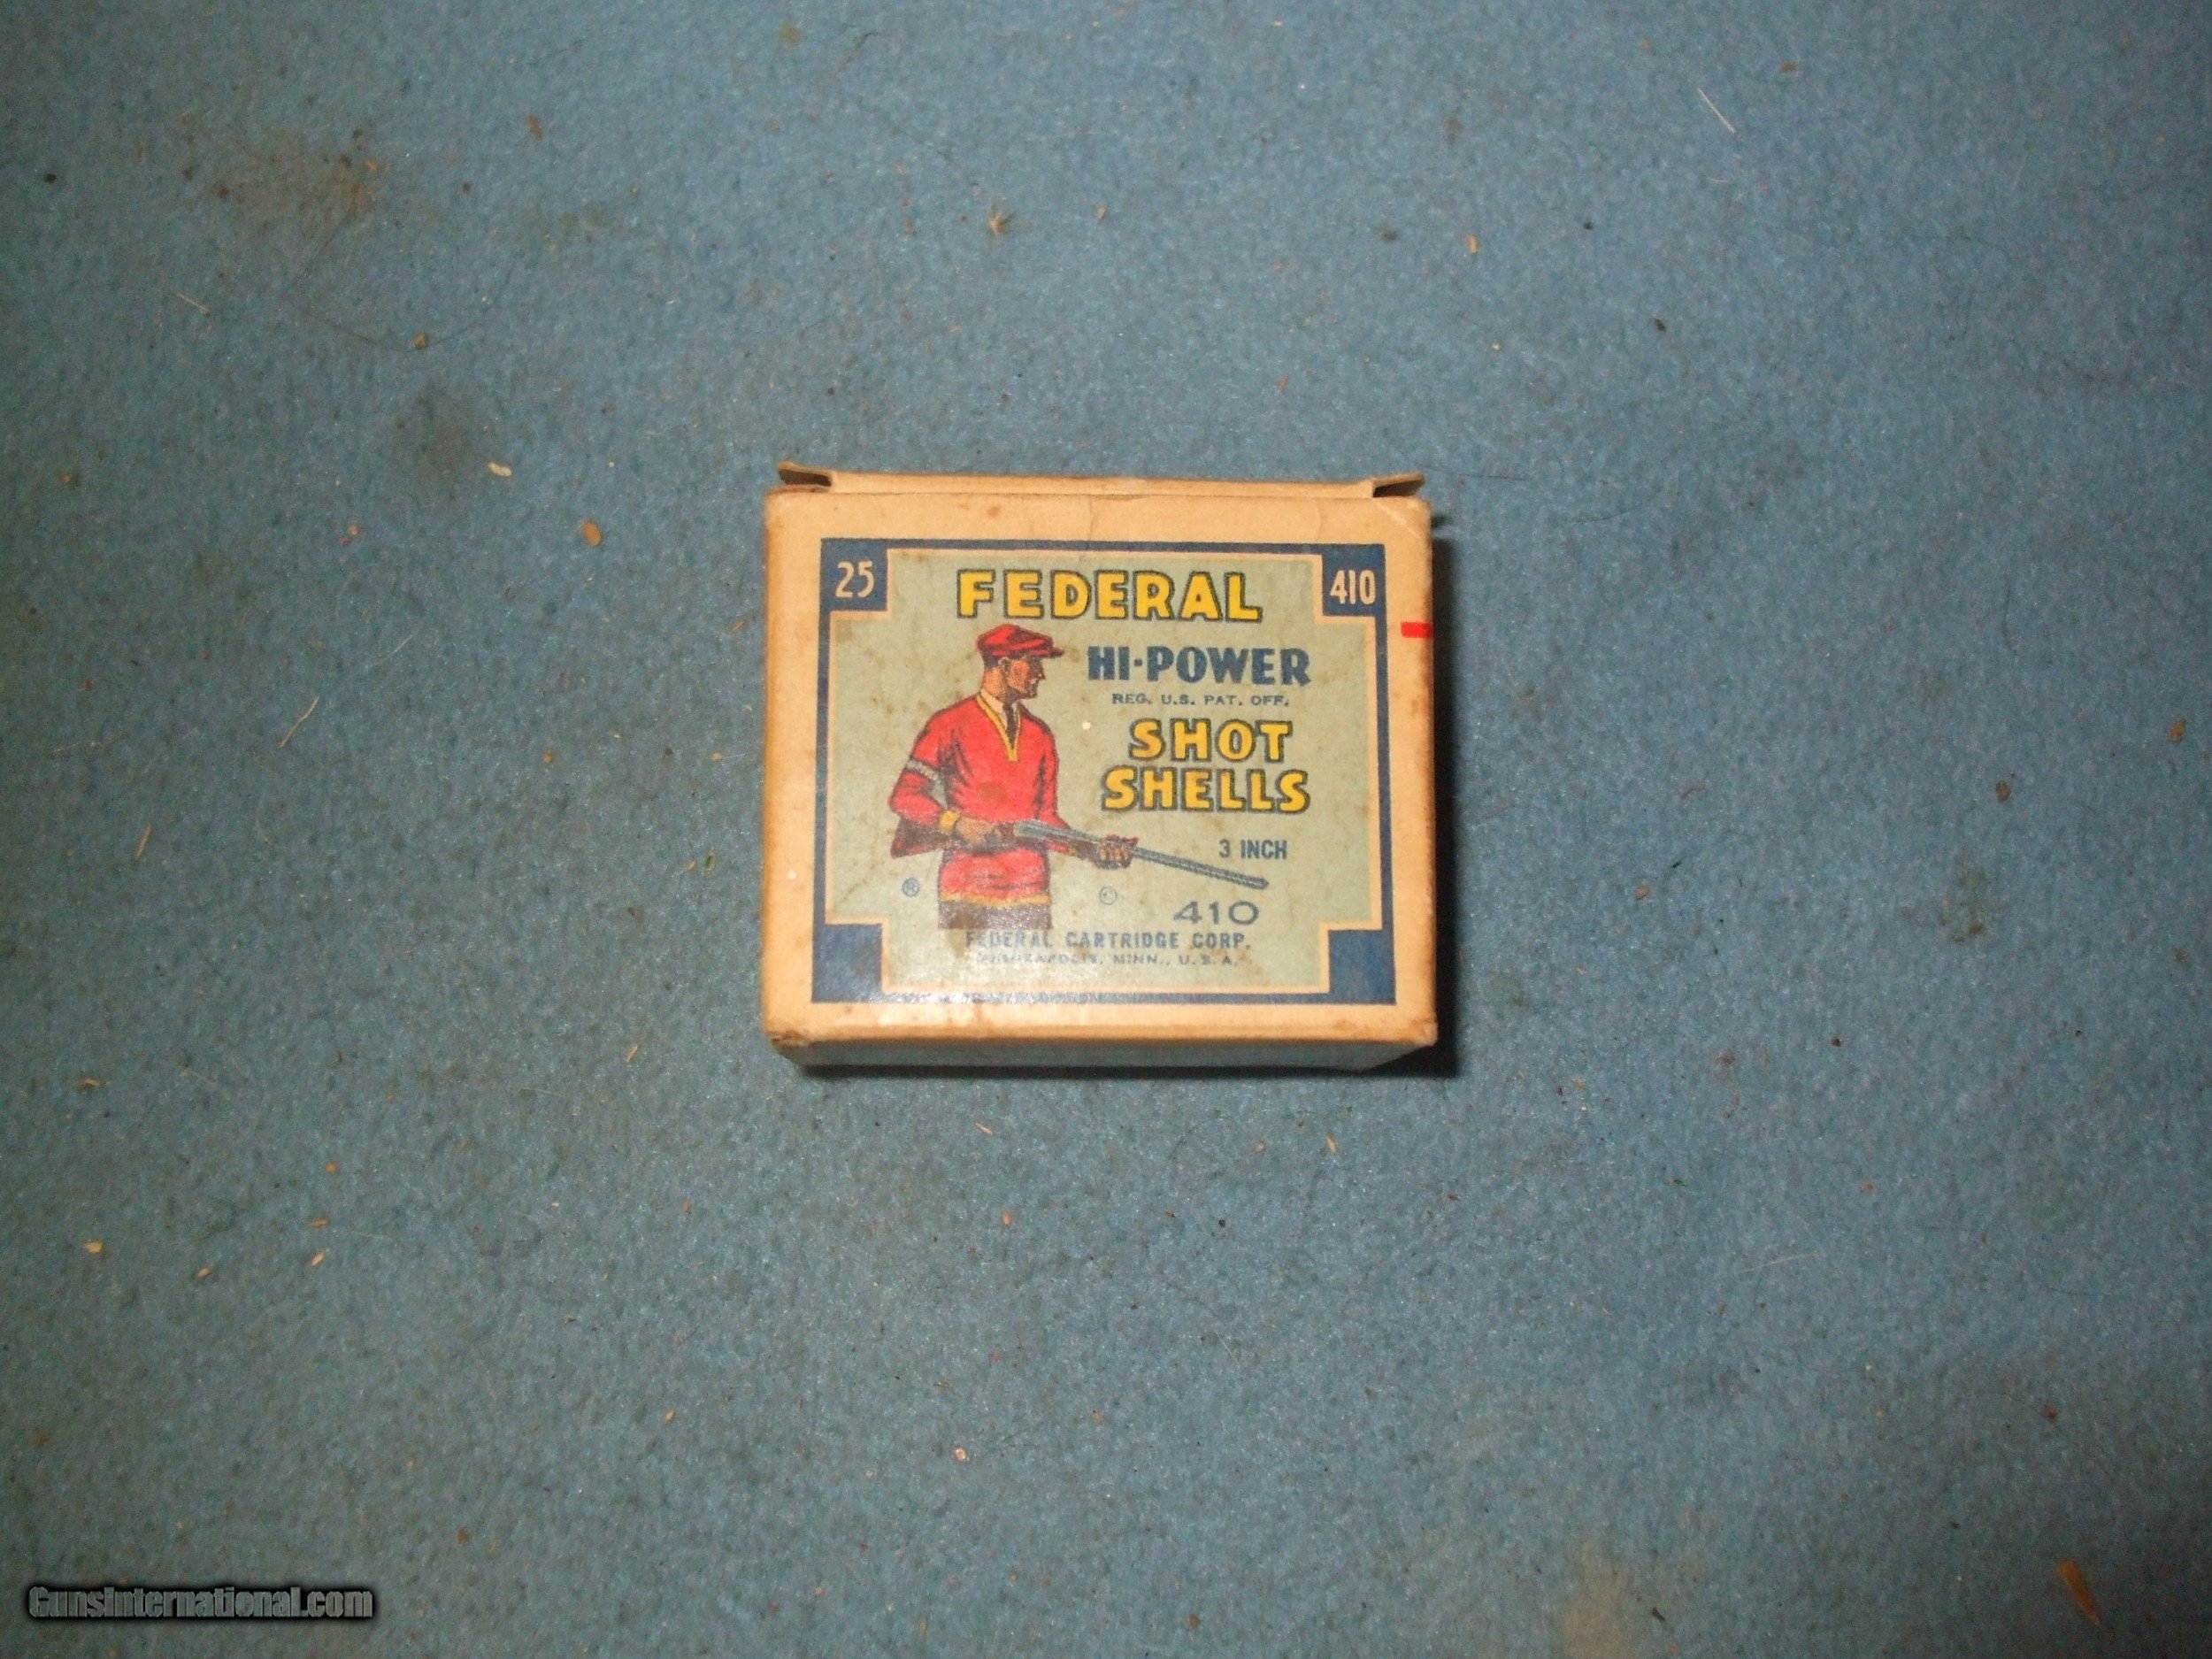 25
410
FEDERAL
HI-POWER
REG. U.S. PAT. OFF.
SHOT
SHELLS
3 INCH
®
©
410
FEDERAL CARTRIDGE CORP.
MINNEAPOLIS, MINN., U.S.A.
GunsInternational.com